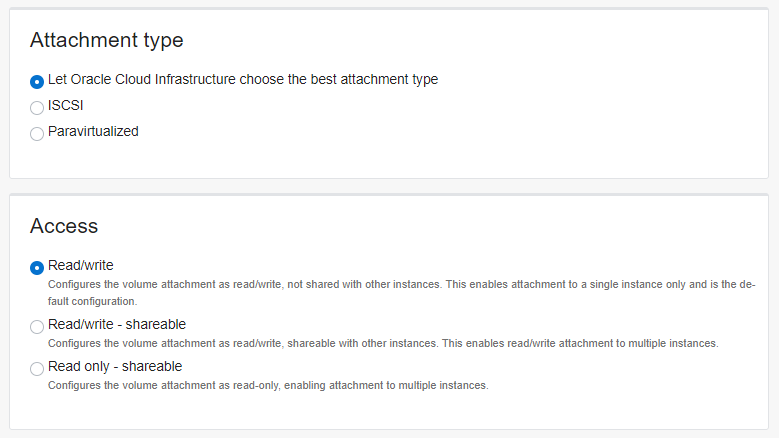 Attachment type
Let Oracle Cloud Infrastructure choose the best attachment type
ISCSI
Paravirtualized
Access
Read/write
Configures the volume attachment as read/write, not shared with other instances. This enables attachment to a single instance only and is the de-
fault configuration.
Read/write - shareable
Configures the volume attachment as read/write, shareable with other instances. This enables read/write attachment to multiple instances.
Read only - shareable
Configures the volume attachment as read-only, enabling attachment to multiple instances.